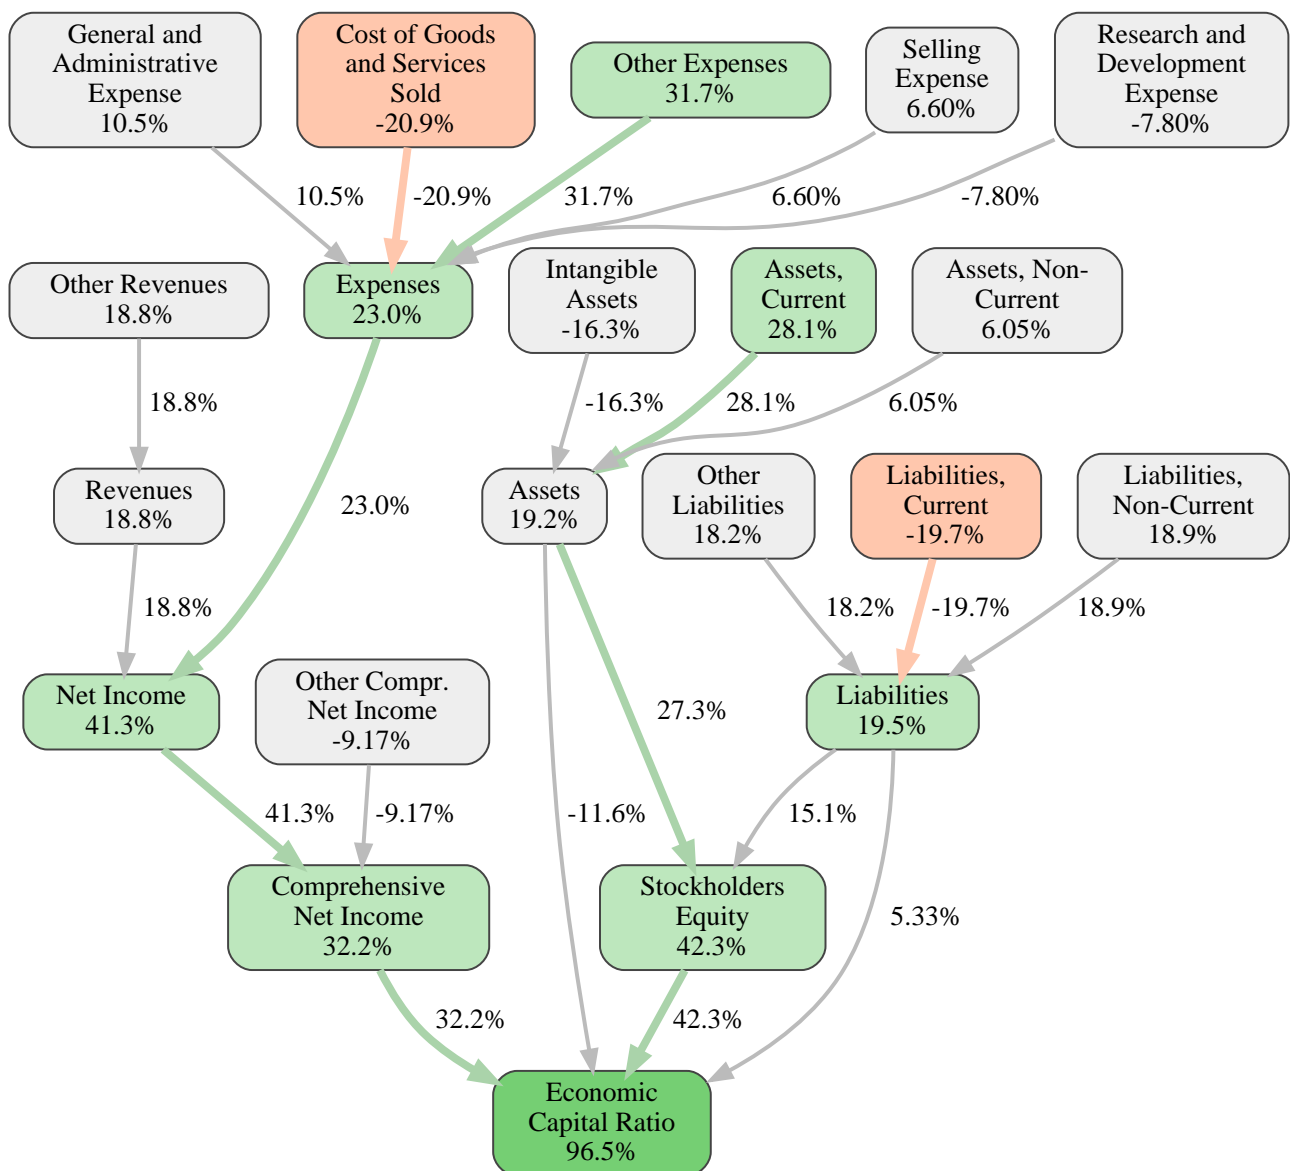 General and
Administrative
Expense
10.5%
Cost of Goods
and Services
Sold
-20.9%
Other Expenses
31.7%
Selling
Expense
6.60%
Research and
Development
Expense
-7.80%
10.5%
-20.9%
31.7%
6.60%
-7.80%
Other Revenues
18.8%
Expenses
23.0%
Intangible
Assets
-16.3%
Assets,
Current
28.1%
Assets, Non-
Current
6.05%
18.8%
-16.3%
28.1%
6.05%
Revenues
18.8%
23.0%
Assets
19.2%
Other
Liabilities
18.2%
Liabilities,
Current
-19.7%
Liabilities,
Non-Current
18.9%
18.8%
18.2%
-19.7%
18.9%
Net Income
41.3%
Other Compr.
Net Income
-9.17%
27.3%
Liabilities
19.5%
41.3%
-9.17%
-11.6%
15.1%
Comprehensive
Net Income
32.2%
Stockholders
Equity
42.3%
5.33%
32.2%
42.3%
Economic
Capital Ratio
96.5%